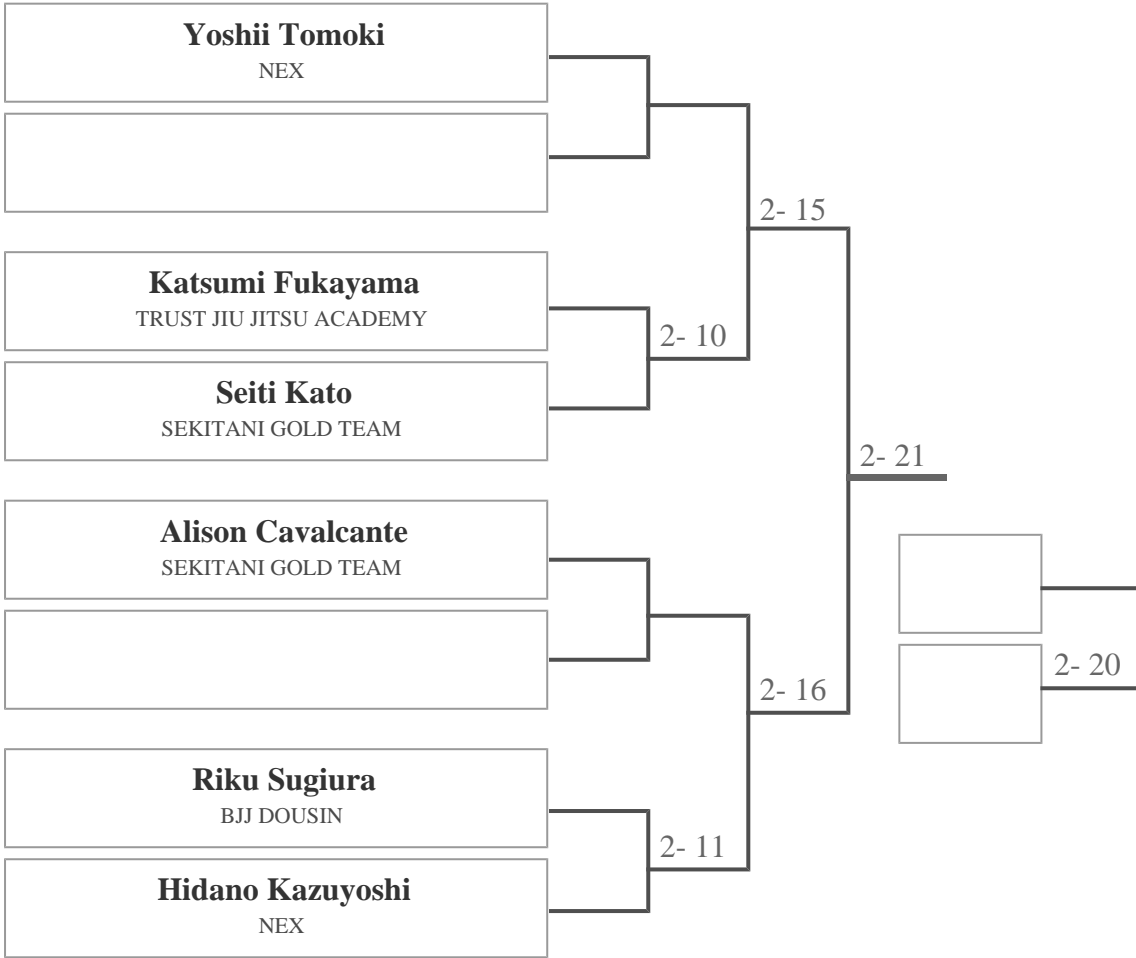 Yoshii Tomoki
NEX
2- 15
Katsumi Fukayama
TRUST JIU JITSU ACADEMY
2- 10
Seiti Kato
SEKITANI GOLD TEAM
2- 21
Alison Cavalcante
SEKITANI GOLD TEAM
2- 20
2- 16
Riku Sugiura
BJJ DOUSIN
2- 11
Hidano Kazuyoshi
NEX